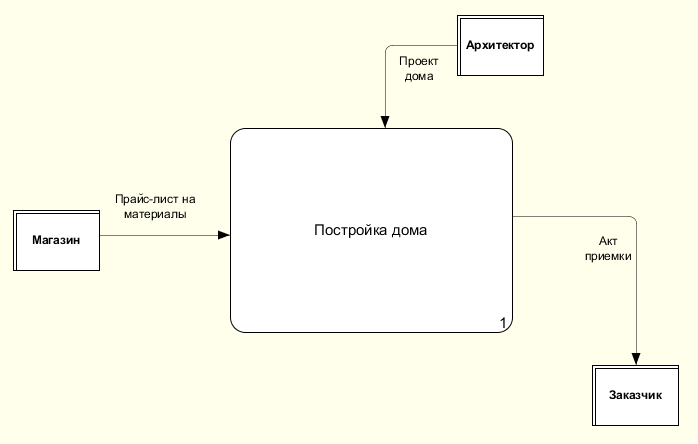 Архитектор
Проект
дома
Прайс-лист на
материалы
Магазин
Постройка дома
1
Акт
приемки
Заказчик